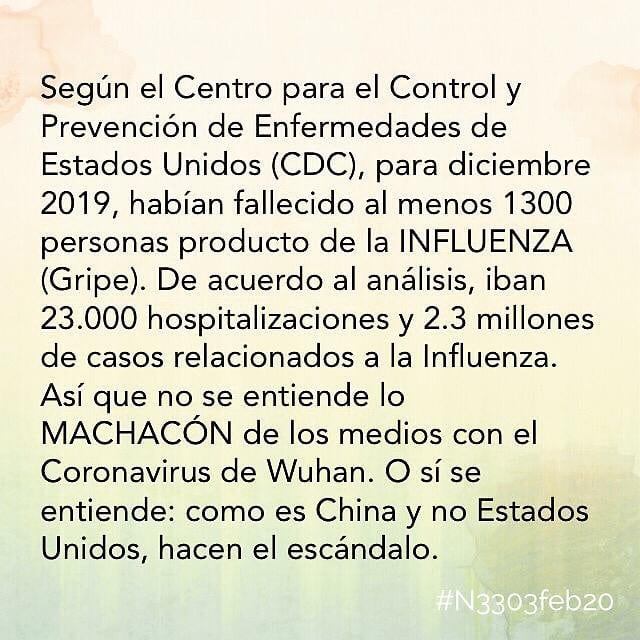 Según el Centro para el Control y
Prevención de Enfermedades de
Estados Unidos (CDC), para diciembre
2019, habían fallecido al menos 1300
personas producto de la INFLUENZA
(Gripe). De acuerdo al análisis, iban
23.000 hospitalizaciones y 2.3 millones
de casos relacionados a la Influenza.
Así que no se entiende lo
MACHACÓN de los medios con el
Coronavirus de Wuhan. O sí se
entiende: como es China y no Estados
Unidos, hacen el escándalo.
#N3303feb20